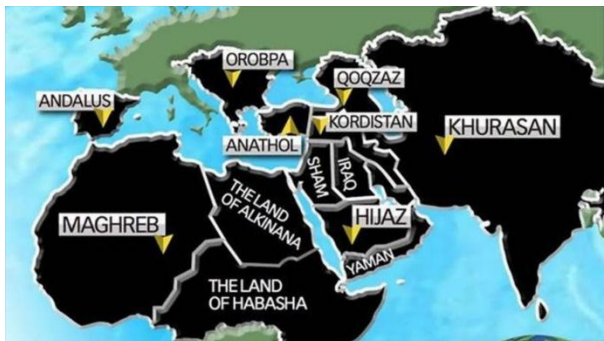 OROBPA
QOQZAZ
ANDALUS
KORDISTAN
KHURASAN
ANATHOL
SHAM
IRAQ
THE LAND
OF ALKINANA
MAGHREB
HIJAZ
YAMAN
THE LAND
OF HABASHA